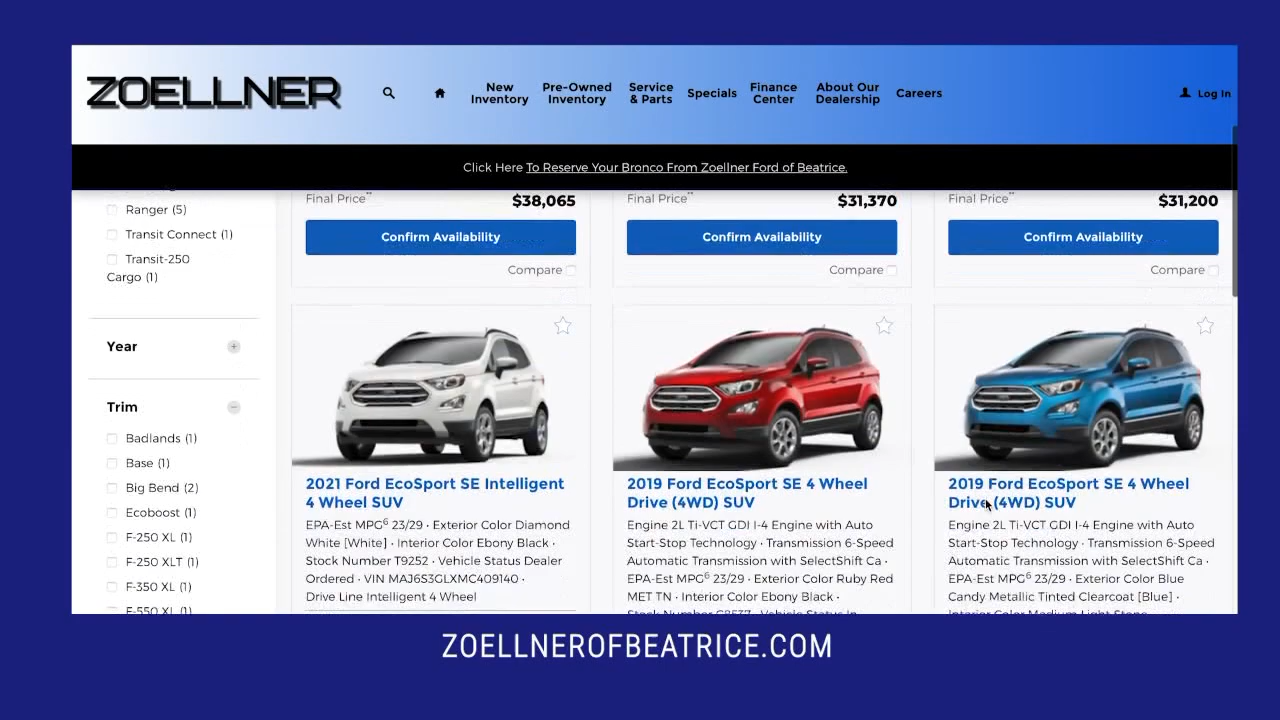 ZOELLNER
New Inventory
Pre-Owned Inventory
Service & Parts
Specials
Finance Center
About Our Dealership
Careers
Log In
Click Here To Reserve Your Bronco From Zoellner Ford of Beatrice.
Ranger (5)
Transit Connect (1)
Transit-250
Cargo (1)
Year
Trim
Badlands (1)
Base (1)
Big Bend (2)
Ecoboost (1)
F-250 XL (1)
F-250 XLT (1)
F-350 XL (1)
F-550 XL (1)
Final Price** $38,065
Confirm Availability
Compare
Final Price** $31,370
Confirm Availability
Compare
Final Price** $31,200
Confirm Availability
Compare
2021 Ford EcoSport SE Intelligent
4 Wheel SUV
EPA-Est MPG6 23/29 · Exterior Color Diamond
White [White] · Interior Color Ebony Black ·
Stock Number T9252 · Vehicle Status Dealer
Ordered · VIN MAJ6S3GLXMC409140 ·
Drive Line Intelligent 4 Wheel
2019 Ford EcoSport SE 4 Wheel
Drive (4WD) SUV
Engine 2L Ti-VCT GDI I-4 Engine with Auto
Start-Stop Technology · Transmission 6-Speed
Automatic Transmission with SelectShift Ca ·
EPA-Est MPG6 23/29 · Exterior Color Ruby Red
MET TN · Interior Color Ebony Black ·
2019 Ford EcoSport SE 4 Wheel
Drive (4WD) SUV
Engine 2L Ti-VCT GDI I-4 Engine with Auto
Start-Stop Technology · Transmission 6-Speed
Automatic Transmission with SelectShift Ca ·
EPA-Est MPG6 23/29 · Exterior Color Blue
Candy Metallic Tinted Clearcoat [Blue] ·
ZOELLNEROFBEATRICE.COM